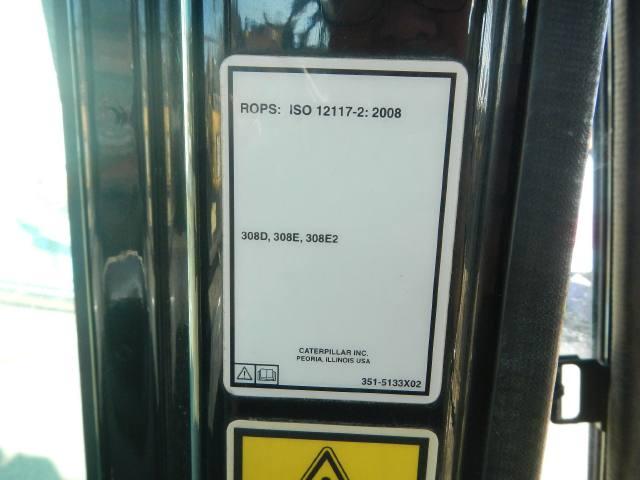 ROPS: ISO 12117-2: 2008
308D, 308E, 308E2
CATERPILLAR INC.
PEORIA, ILLINOIS USA
351-5133X02